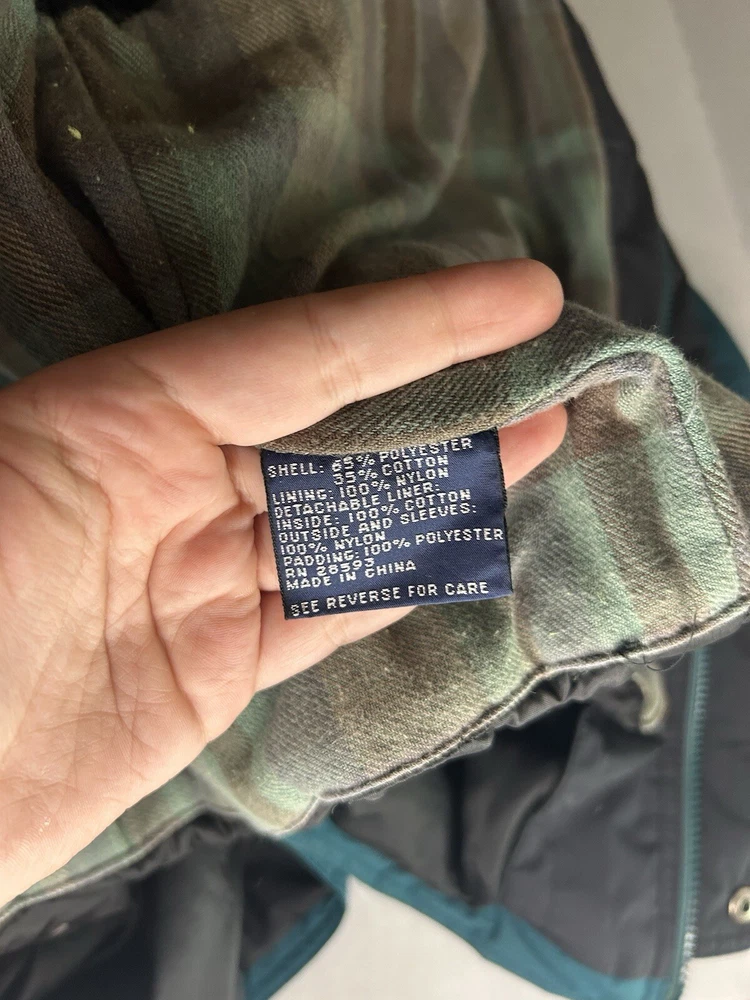 SHELL: 65% POLYESTER
35% COTTON
LINING: 100% NYLON
DETACHABLE LINER:
INSIDE: 100% COTTON
OUTSIDE AND SLEEVES:
100% NYLON
PADDING: 100% POLYESTER
RN 28593
MADE IN CHINA
SEE REVERSE FOR CARE